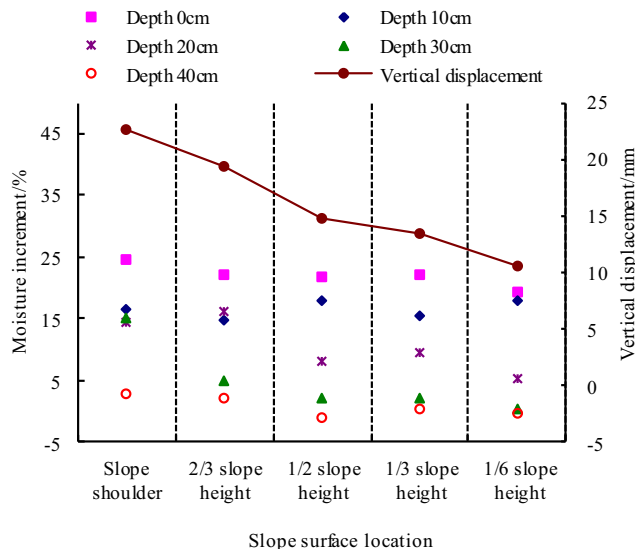 Depth 0cm
Depth 10cm
Depth 20cm
Depth 30cm
Depth 40cm
Vertical displacement
Moisture increment/%
45
35
25
15
5
-5
Vertical displacement/mm
25
20
15
10
5
0
-5
Slope shoulder
2/3 slope height
1/2 slope height
1/3 slope height
1/6 slope height
Slope surface location